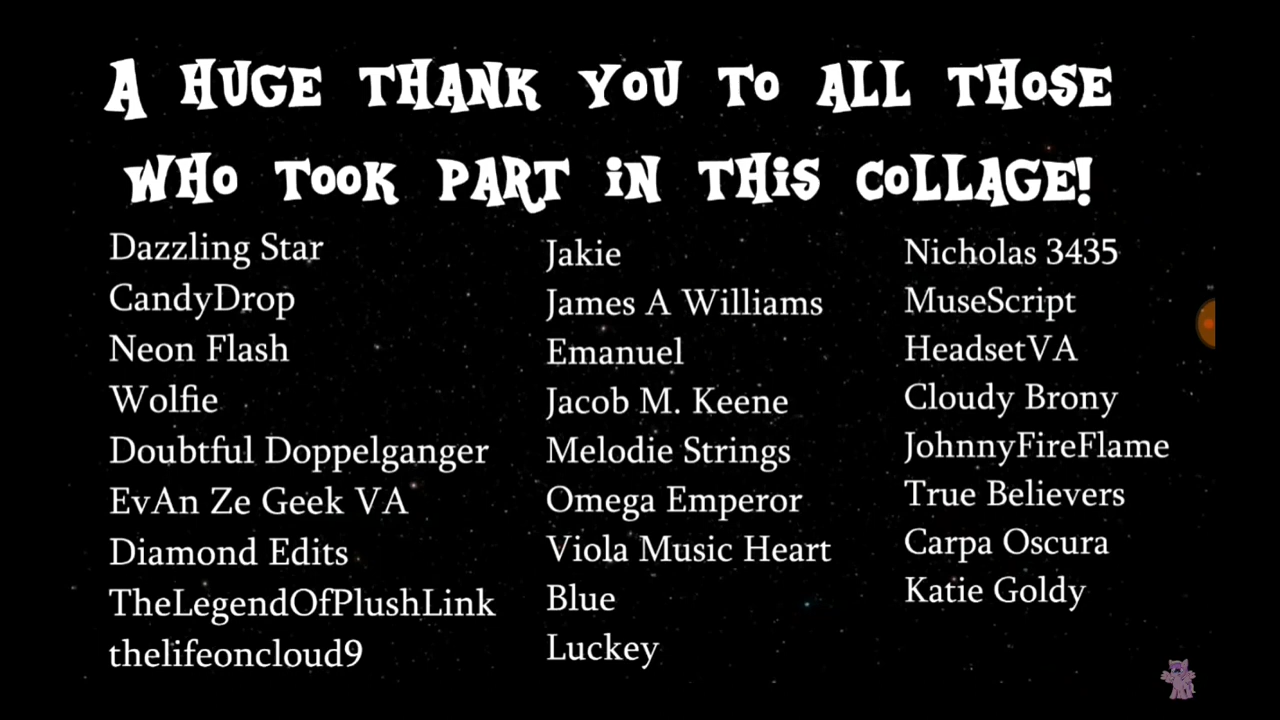 A HUGE THANK YOU TO ALL THOSE
WHO TOOK PART IN THIS COLLAGE!
Dazzling Star
CandyDrop
Neon Flash
Wolfie
Doubtful Doppelganger
EvAn Ze Geek VA
Diamond Edits
TheLegendOfPlushLink
thelifeoncloud9
Jakie
James A Williams
Emanuel
Jacob M. Keene
Melodie Strings
Omega Emperor
Viola Music Heart
Blue
Luckey
Nicholas 3435
MuseScript
HeadsetVA
Cloudy Brony
JohnnyFireFlame
True Believers
Carpa Oscura
Katie Goldy